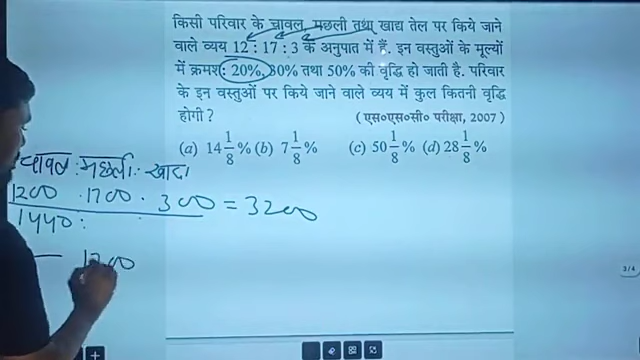 किसी परिवार के चावल, मछली तथा खाद्य तेल पर किये जाने
वाले व्यय 12 : 17 : 3 के अनुपात में हैं. इन वस्तुओं के मूल्यों
में क्रमश: 20%, 30% तथा 50% की वृद्धि हो जाती है. परिवार
के इन वस्तुओं पर किये जाने वाले व्यय में कुल कितनी वृद्धि
होगी ? (एस०एस०सी० परीक्षा, 2007)
(a) 14 1/8 % (b) 7 1/8 % (c) 50 1/8 % (d) 28 1/8 %
चावल : मछली : खाद्य
1200 . 1700 . 300 = 3200
1440 :
3/4